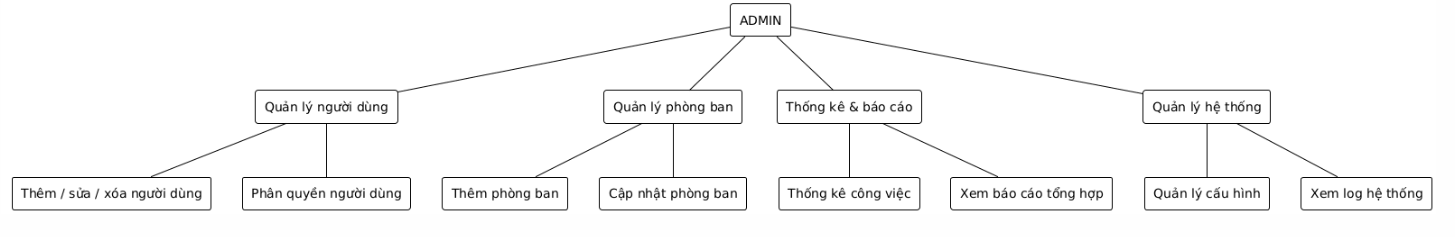 ADMIN
Quản lý người dùng
Quản lý phòng ban
Thống kê & báo cáo
Quản lý hệ thống
Thêm / sửa / xóa người dùng
Phân quyền người dùng
Thêm phòng ban
Cập nhật phòng ban
Thống kê công việc
Xem báo cáo tổng hợp
Quản lý cấu hình
Xem log hệ thống